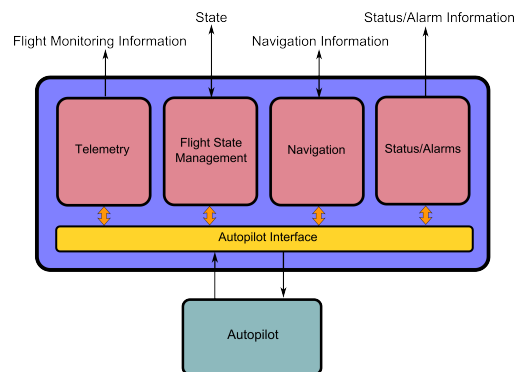 State
Status/Alarm Information
Flight Monitoring Information
Navigation Information
Telemetry
Flight State
Management
Navigation
Status/Alarms
Autopilot Interface
Autopilot